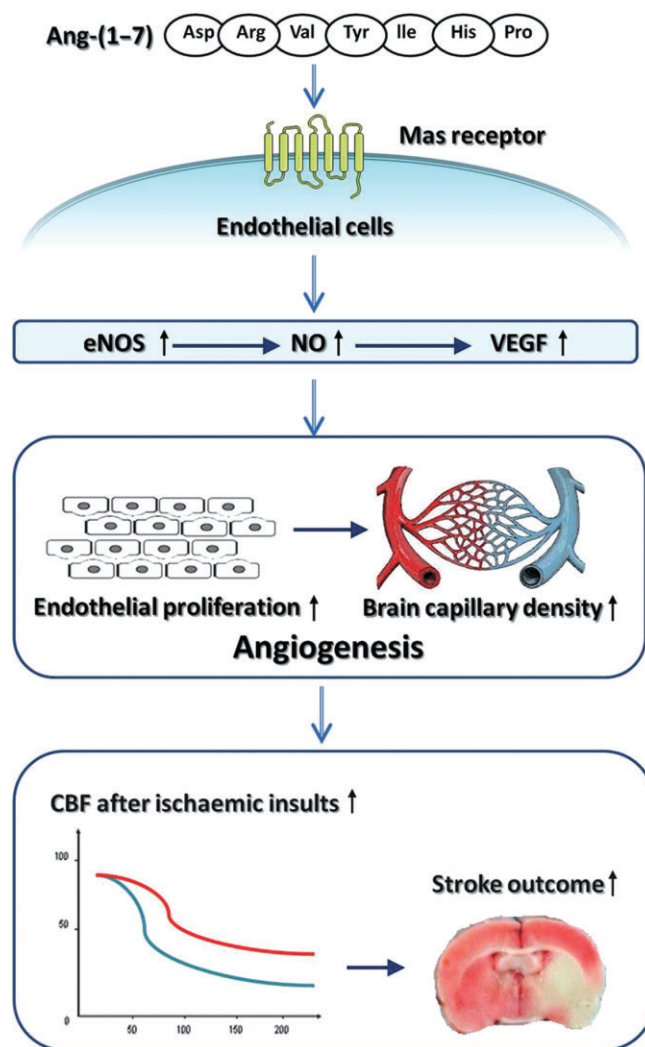 Ang-(1–7) Asp Arg Val Tyr Ile His Pro
Mas receptor
Endothelial cells
eNOS ↑ NO ↑ VEGF ↑
Endothelial proliferation ↑ Brain capillary density ↑
Angiogenesis
CBF after ischaemic insults ↑
100
50
0
50 100 150 200
Stroke outcome ↑